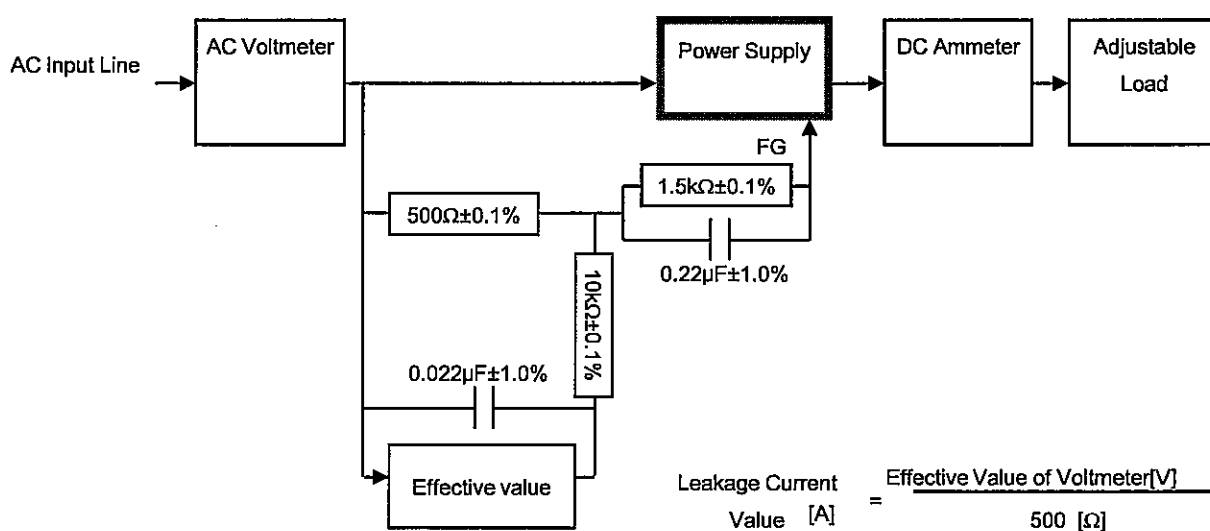 AC Input Line
AC Voltmeter
Power Supply
DC Ammeter
Adjustable
Load
FG
1.5kΩ±0.1%
500Ω±0.1%
0.22µF±1.0%
10kΩ±0.1%
0.022µF±1.0%
Effective value
Leakage Current
Value [A]
=
Effective Value of Voltmeter[V]
500 [Ω]